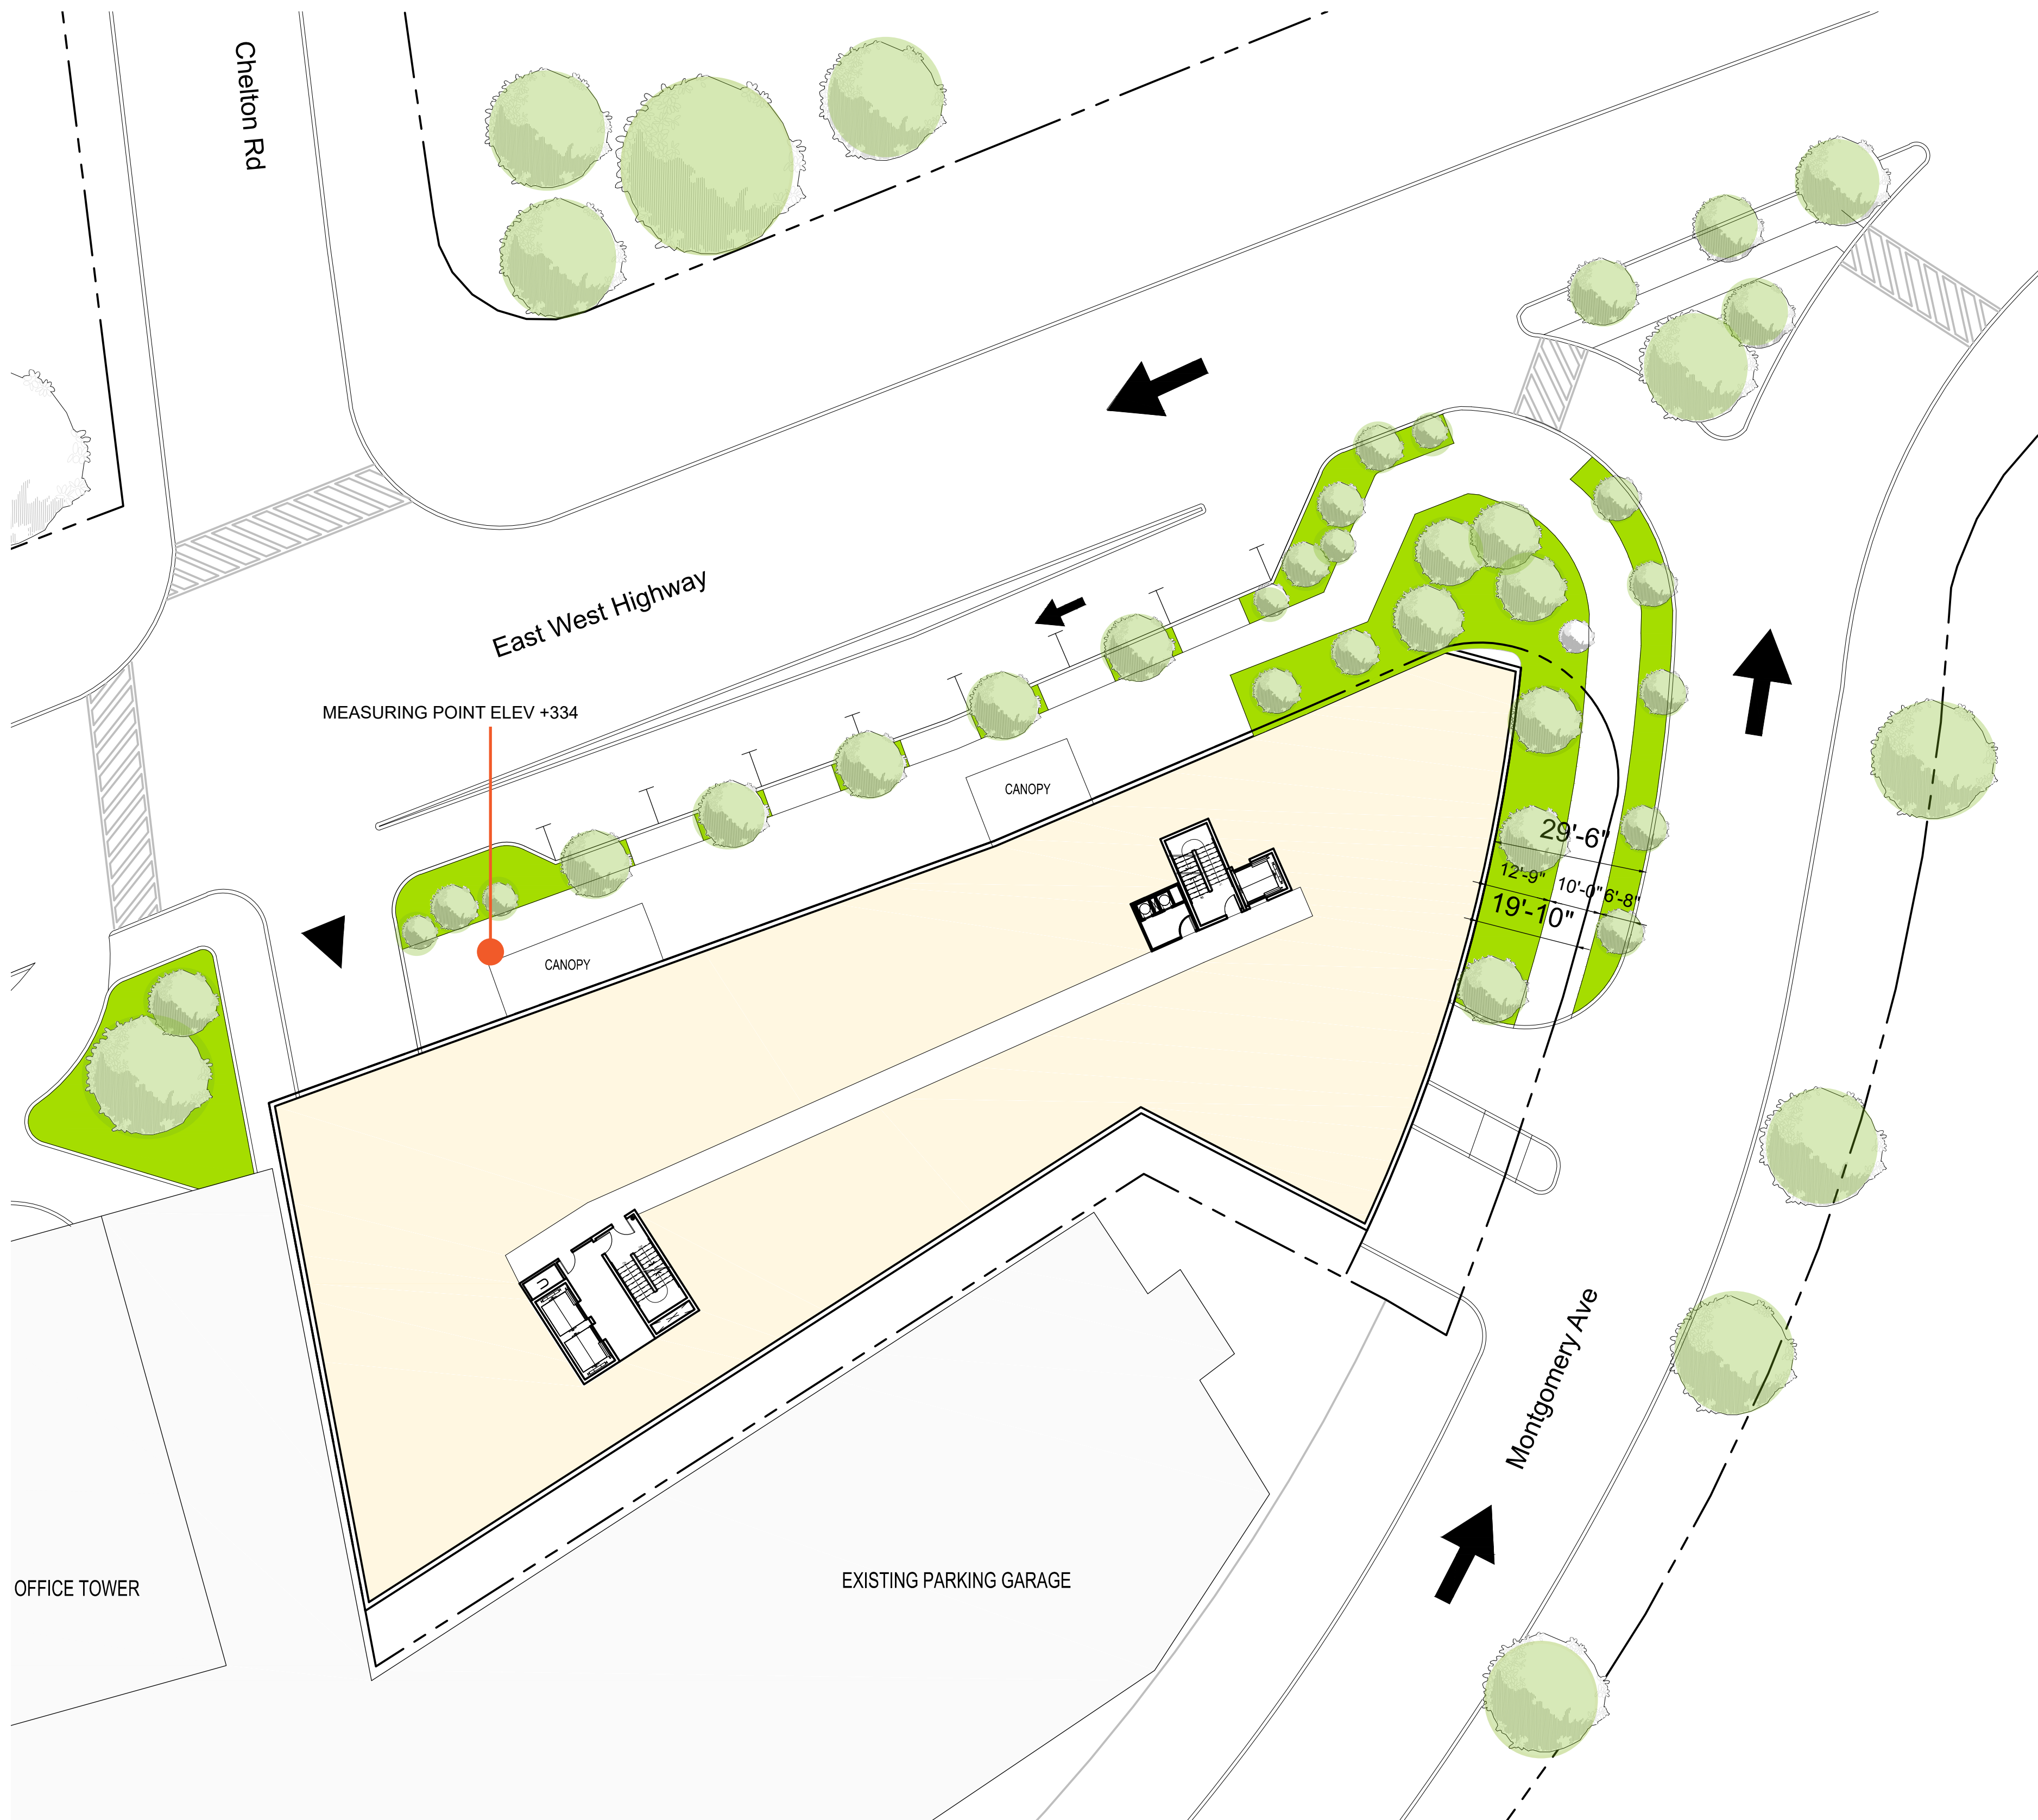 Chelton Rd
East West Highway
MEASURING POINT ELEV +334
CANOPY
CANOPY
29'-6"
12'-9"
10'-0"
6'-8"
19'-10"
Montgomery Ave
OFFICE TOWER
EXISTING PARKING GARAGE